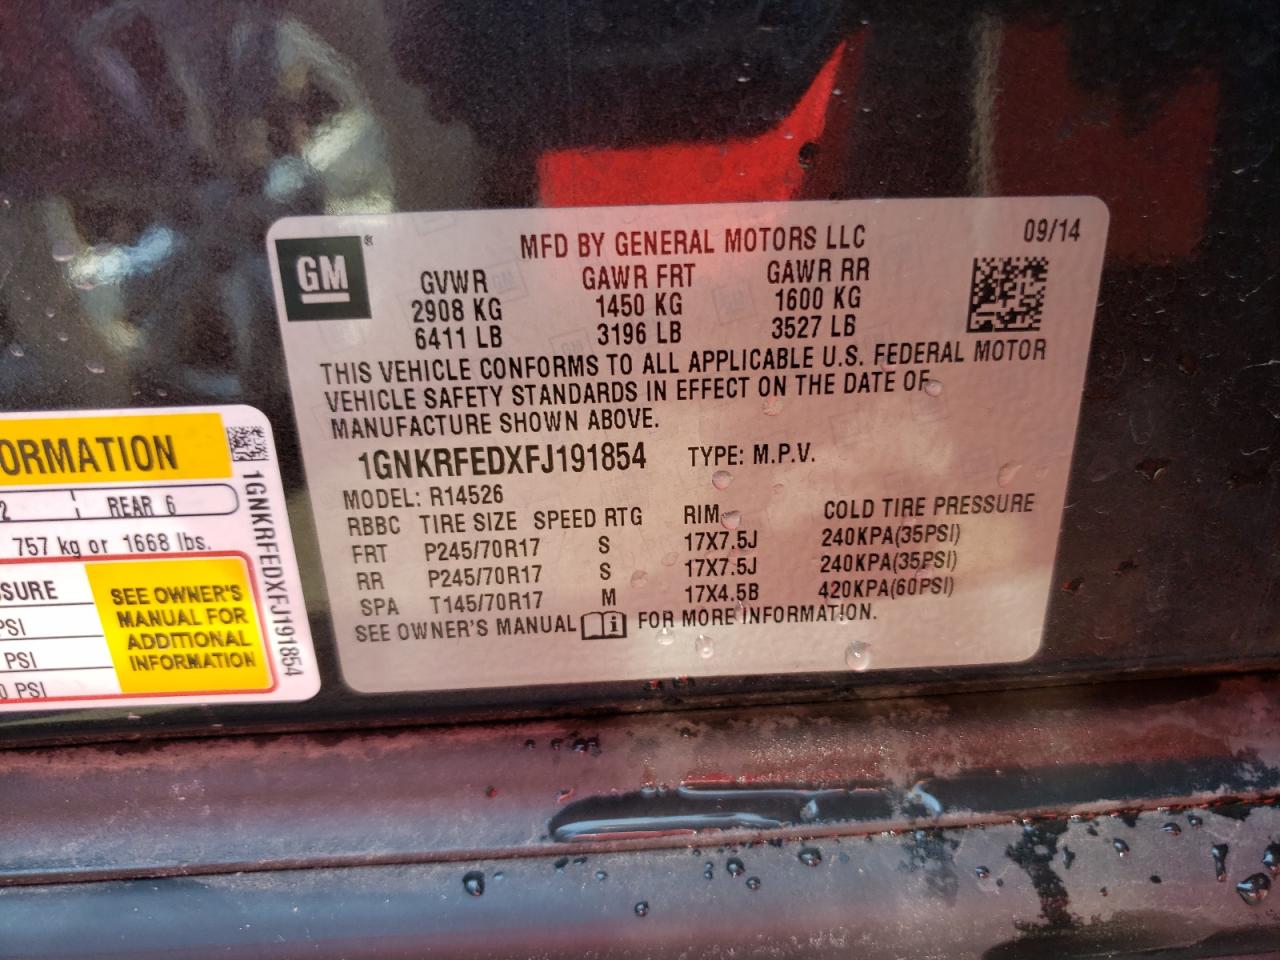 GM®
MFD BY GENERAL MOTORS LLC
09/14
GVWR GAWR FRT GAWR RR
2908 KG 1450 KG 1600 KG
6411 LB 3196 LB 3527 LB
THIS VEHICLE CONFORMS TO ALL APPLICABLE U.S. FEDERAL MOTOR
VEHICLE SAFETY STANDARDS IN EFFECT ON THE DATE OF
MANUFACTURE SHOWN ABOVE.
1GNKRFEDXFJ191854 TYPE: M.P.V.
MODEL: R14526
RBBC TIRE SIZE SPEED RTG RIM COLD TIRE PRESSURE
FRT P245/70R17 S 17X7.5J 240KPA(35PSI)
RR P245/70R17 S 17X7.5J 240KPA(35PSI)
SPA T145/70R17 M 17X4.5B 420KPA(60PSI)
SEE OWNER'S MANUAL FOR MORE INFORMATION.
ORMATION
2 REAR 6
757 kg or 1668 lbs.
SSURE
PSI
PSI
0 PSI
SEE OWNER'S
MANUAL FOR
ADDITIONAL
INFORMATION
1GNKRFEDXFJ191854